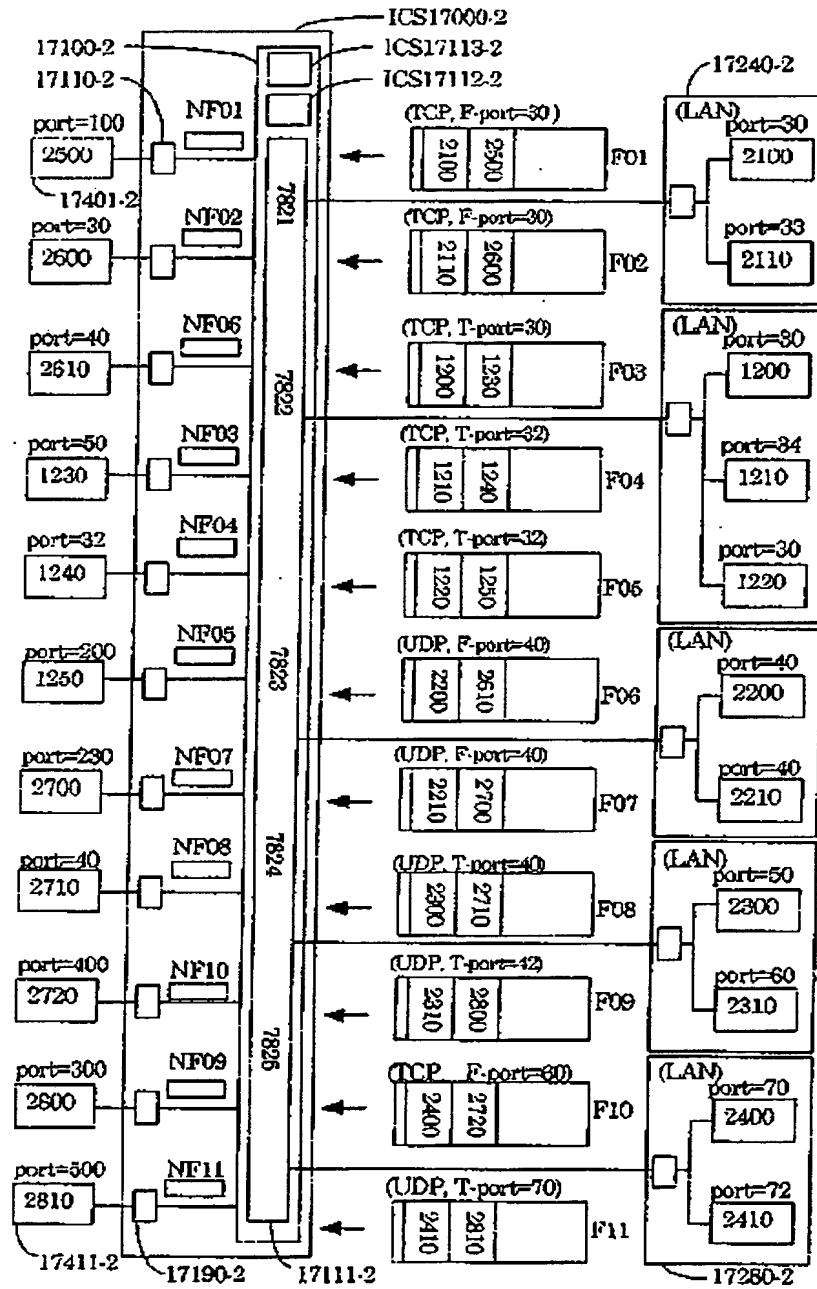 ICS17000-2
17100-2
ICS17113-2
17110-2
ICS17112-2
17240-2
NF01
port=100
2500
17401-2
(TCP, F-port=30)
2100 2500
F01
(LAN)
port=30
2100
port=33
2110
7821
NF02
port=30
2600
(TCP, F-port=30)
2110 2600
F02
NF06
port=40
2610
(TCP, T-port=30)
1200 1230
F03
(LAN)
port=30
1200
port=34
1210
port=30
1220
7822
NF03
port=50
1230
(TCP, T-port=32)
1210 1240
F04
NF04
port=32
1240
(TCP, T-port=32)
1220 1250
F05
NF05
port=200
1250
(UDP, F-port=40)
2200 2610
F06
(LAN)
port=40
2200
port=40
2210
7823
NF07
port=230
2700
(UDP, F-port=40)
2210 2700
F07
NF08
port=40
2710
7824
(UDP, T-port=40)
2300 2710
F08
(LAN)
port=50
2300
port=60
2310
NF10
port=400
2720
(UDP, T-port=42)
2310 2800
F09
7825
NF09
port=300
2800
(TCP, F-port=60)
2400 2720
F10
(LAN)
port=70
2400
port=72
2410
NF11
port=500
2810
(UDP, T-port=70)
2410 2810
F11
17411-2
17190-2
17111-2
17280-2